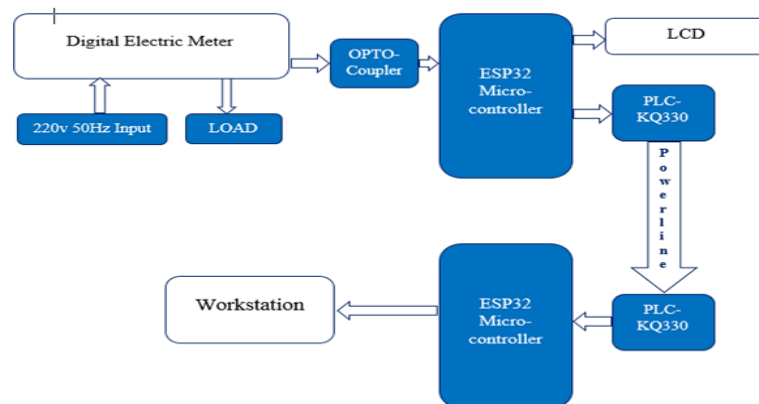 Digital Electric Meter
OPTO-
Coupler
ESP32
Micro-
controller
LCD
220v 50Hz Input
LOAD
PLC-
KQ330
Powerline
Workstation
ESP32
Micro-
controller
PLC-
KQ330